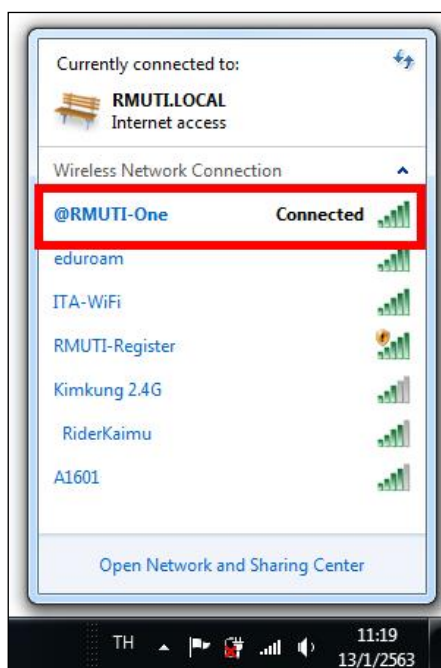 Currently connected to:
RMUTI.LOCAL
Internet access
Wireless Network Connection
@RMUTI-One Connected
eduroam
ITA-WiFi
RMUTI-Register
Kimkung 2.4G
RiderKaimu
A1601
Open Network and Sharing Center
TH 11:19
13/1/2563